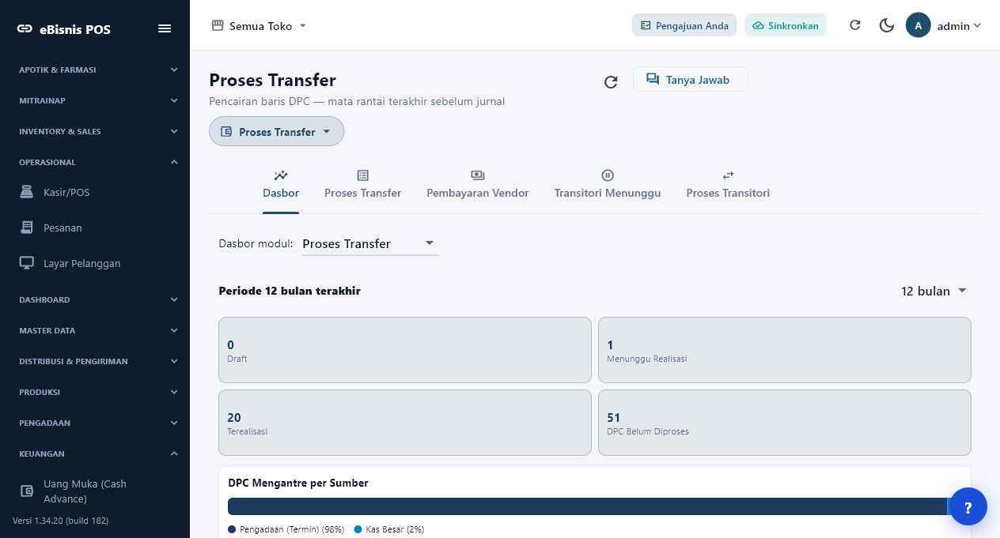 eBisnis POS
APOTIK & FARMASI
MITRAINAP
INVENTORY & SALES
OPERASIONAL
Kasir/POS
Pesanan
Layar Pelanggan
DASHBOARD
MASTER DATA
DISTRIBUSI & PENGIRIMAN
PRODUKSI
PENGADAAN
KEUANGAN
Uang Muka (Cash
Advance)
Versi 1.34.20 (build 182)
Semua Toko
Pengajuan Anda
Sinkronkan
A
admin
Proses Transfer
Pencairan baris DPC — mata rantai terakhir sebelum jurnal
Tanya Jawab
Proses Transfer
Dasbor
Proses Transfer
Pembayaran Vendor
Transitori Menunggu
Proses Transitori
Dasbor modul:
Proses Transfer
Periode 12 bulan terakhir
12 bulan
0
Draft
1
Menunggu Realisasi
20
Terealisasi
51
DPC Belum Diproses
DPC Mengantre per Sumber
Pengadaan (Termin) (98%)
Kas Besar (2%)
?